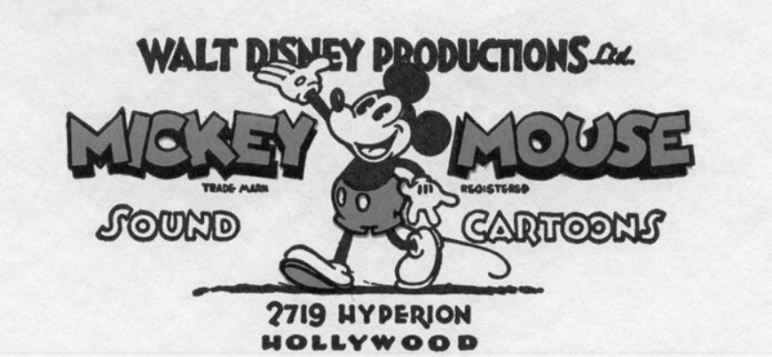 WALT DISNEY PRODUCTIONS Ltd.
MICKEY MOUSE
TRADE MARK REGISTERED
SOUND CARTOONS
2719 HYPERION
HOLLYWOOD